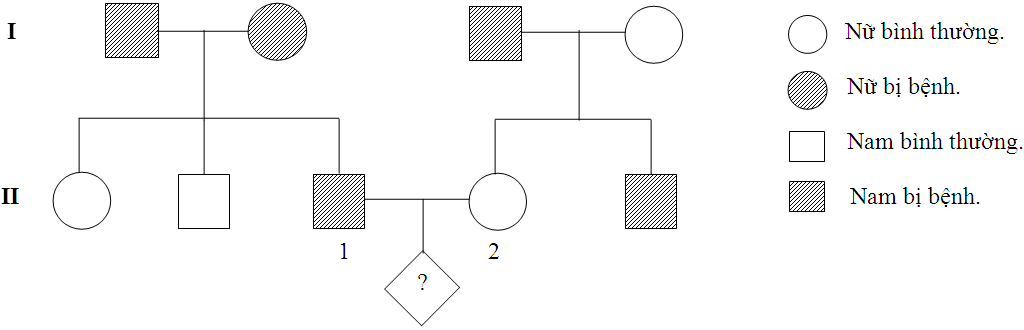 I
Nữ bình thường.
Nữ bị bệnh.
Nam bình thường.
II
Nam bị bệnh.
1
2
?